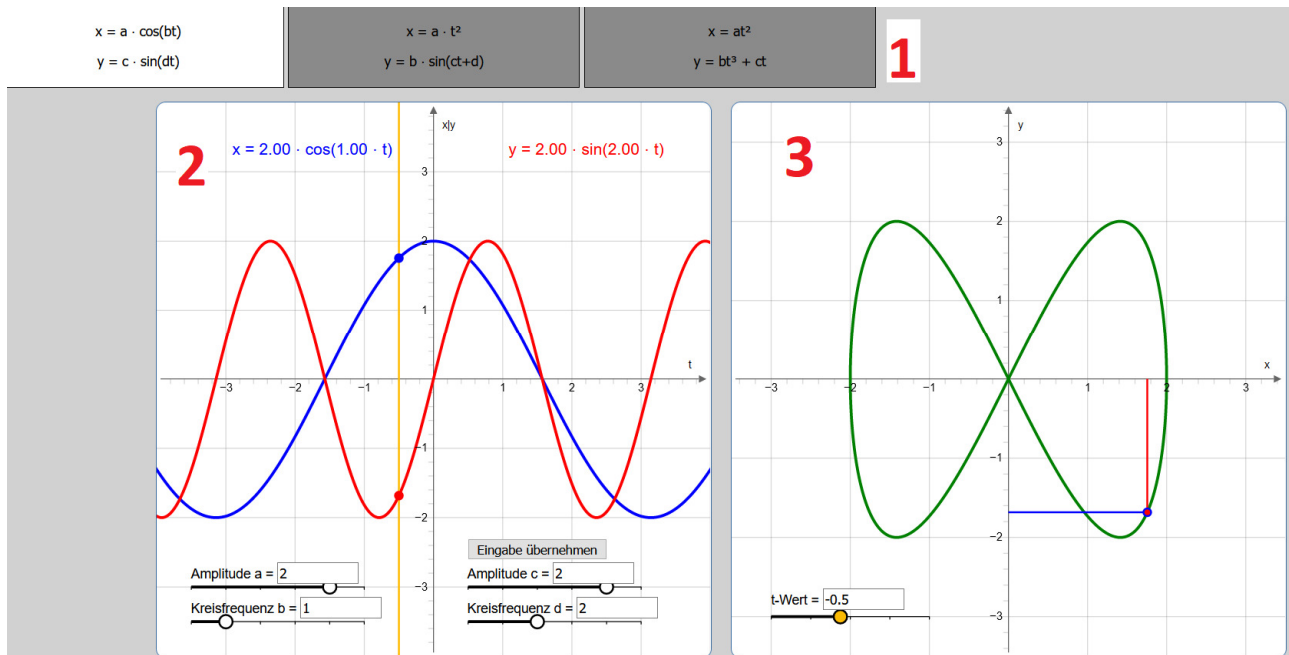 x = a · cos(bt)
y = c · sin(dt)
x = a · t²
y = b · sin(ct+d)
x = at²
y = bt³ + ct
1
2
x = 2.00 · cos(1.00 · t)
y = 2.00 · sin(2.00 · t)
x|y
t
3
2
1
−1
−2
−3
−3
−2
−1
1
2
3
Eingabe übernehmen
Amplitude a = 2
Kreisfrequenz b = 1
Amplitude c = 2
Kreisfrequenz d = 2
3
y
x
3
2
1
−1
−2
−3
−3
−2
−1
1
2
3
t-Wert = -0.5